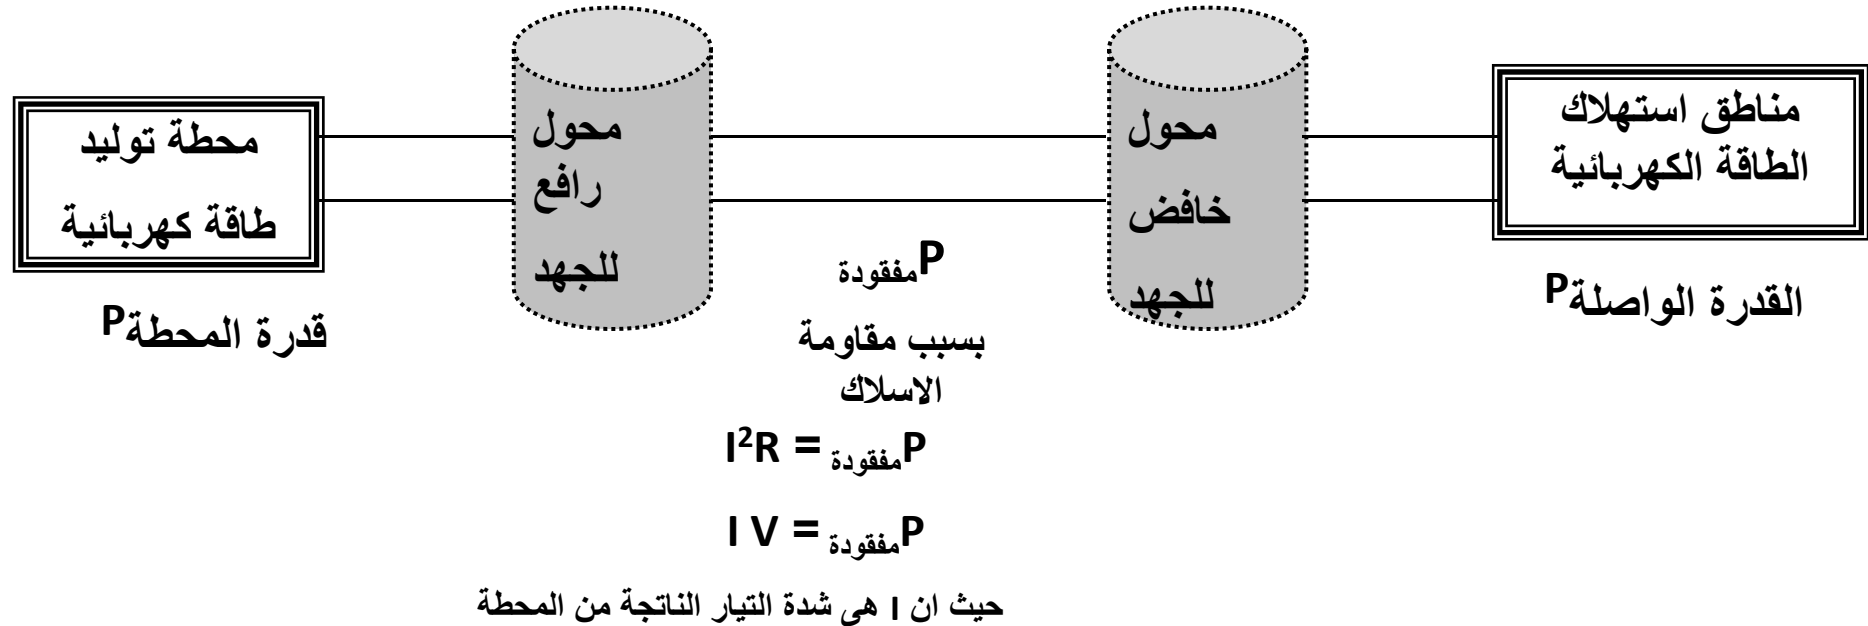 محطة توليد
طاقة كهربائية
قدرة المحطةP
محول
رافع
للجهد
Pمفقودة
بسبب مقاومة
الاسلاك
Pمفقودة = I²R
Pمفقودة = I V
حيث ان I هى شدة التيار الناتجة من المحطة
محول
خافض
للجهد
مناطق استهلاك
الطاقة الكهربائية
القدرة الواصلةP